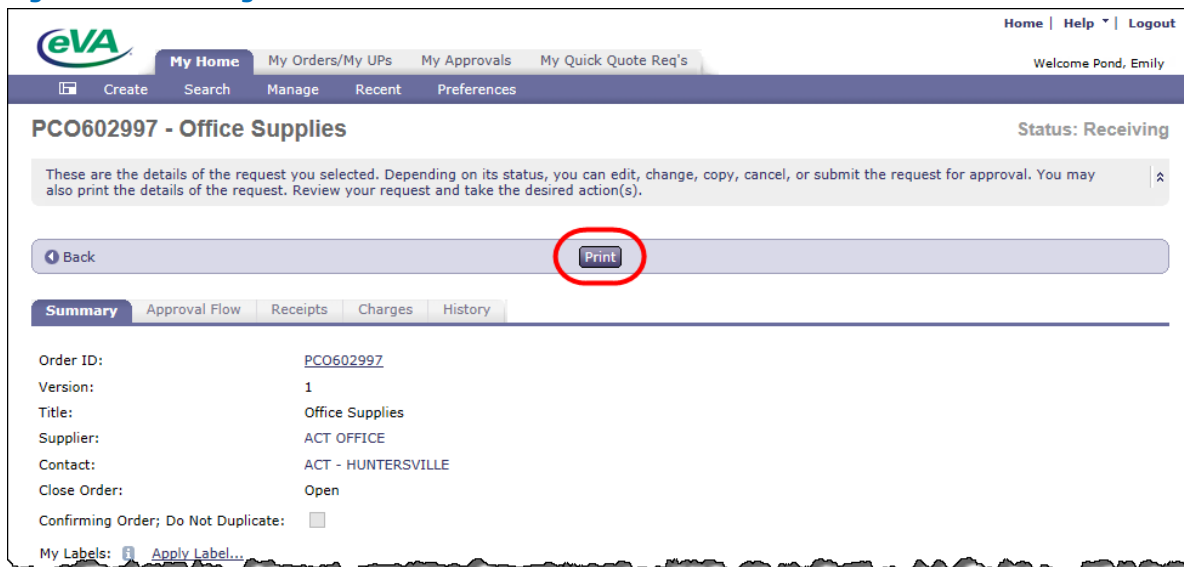 Home | Help | Logout
eVA
My Home My Orders/My UPs My Approvals My Quick Quote Req's
Welcome Pond, Emily
Create Search Manage Recent Preferences
PCO602997 - Office Supplies
Status: Receiving
These are the details of the request you selected. Depending on its status, you can edit, change, copy, cancel, or submit the request for approval. You may
also print the details of the request. Review your request and take the desired action(s).
Back
Print
Summary Approval Flow Receipts Charges History
Order ID: PCO602997
Version: 1
Title: Office Supplies
Supplier: ACT OFFICE
Contact: ACT - HUNTERSVILLE
Close Order: Open
Confirming Order; Do Not Duplicate:
My Labels: Apply Label...